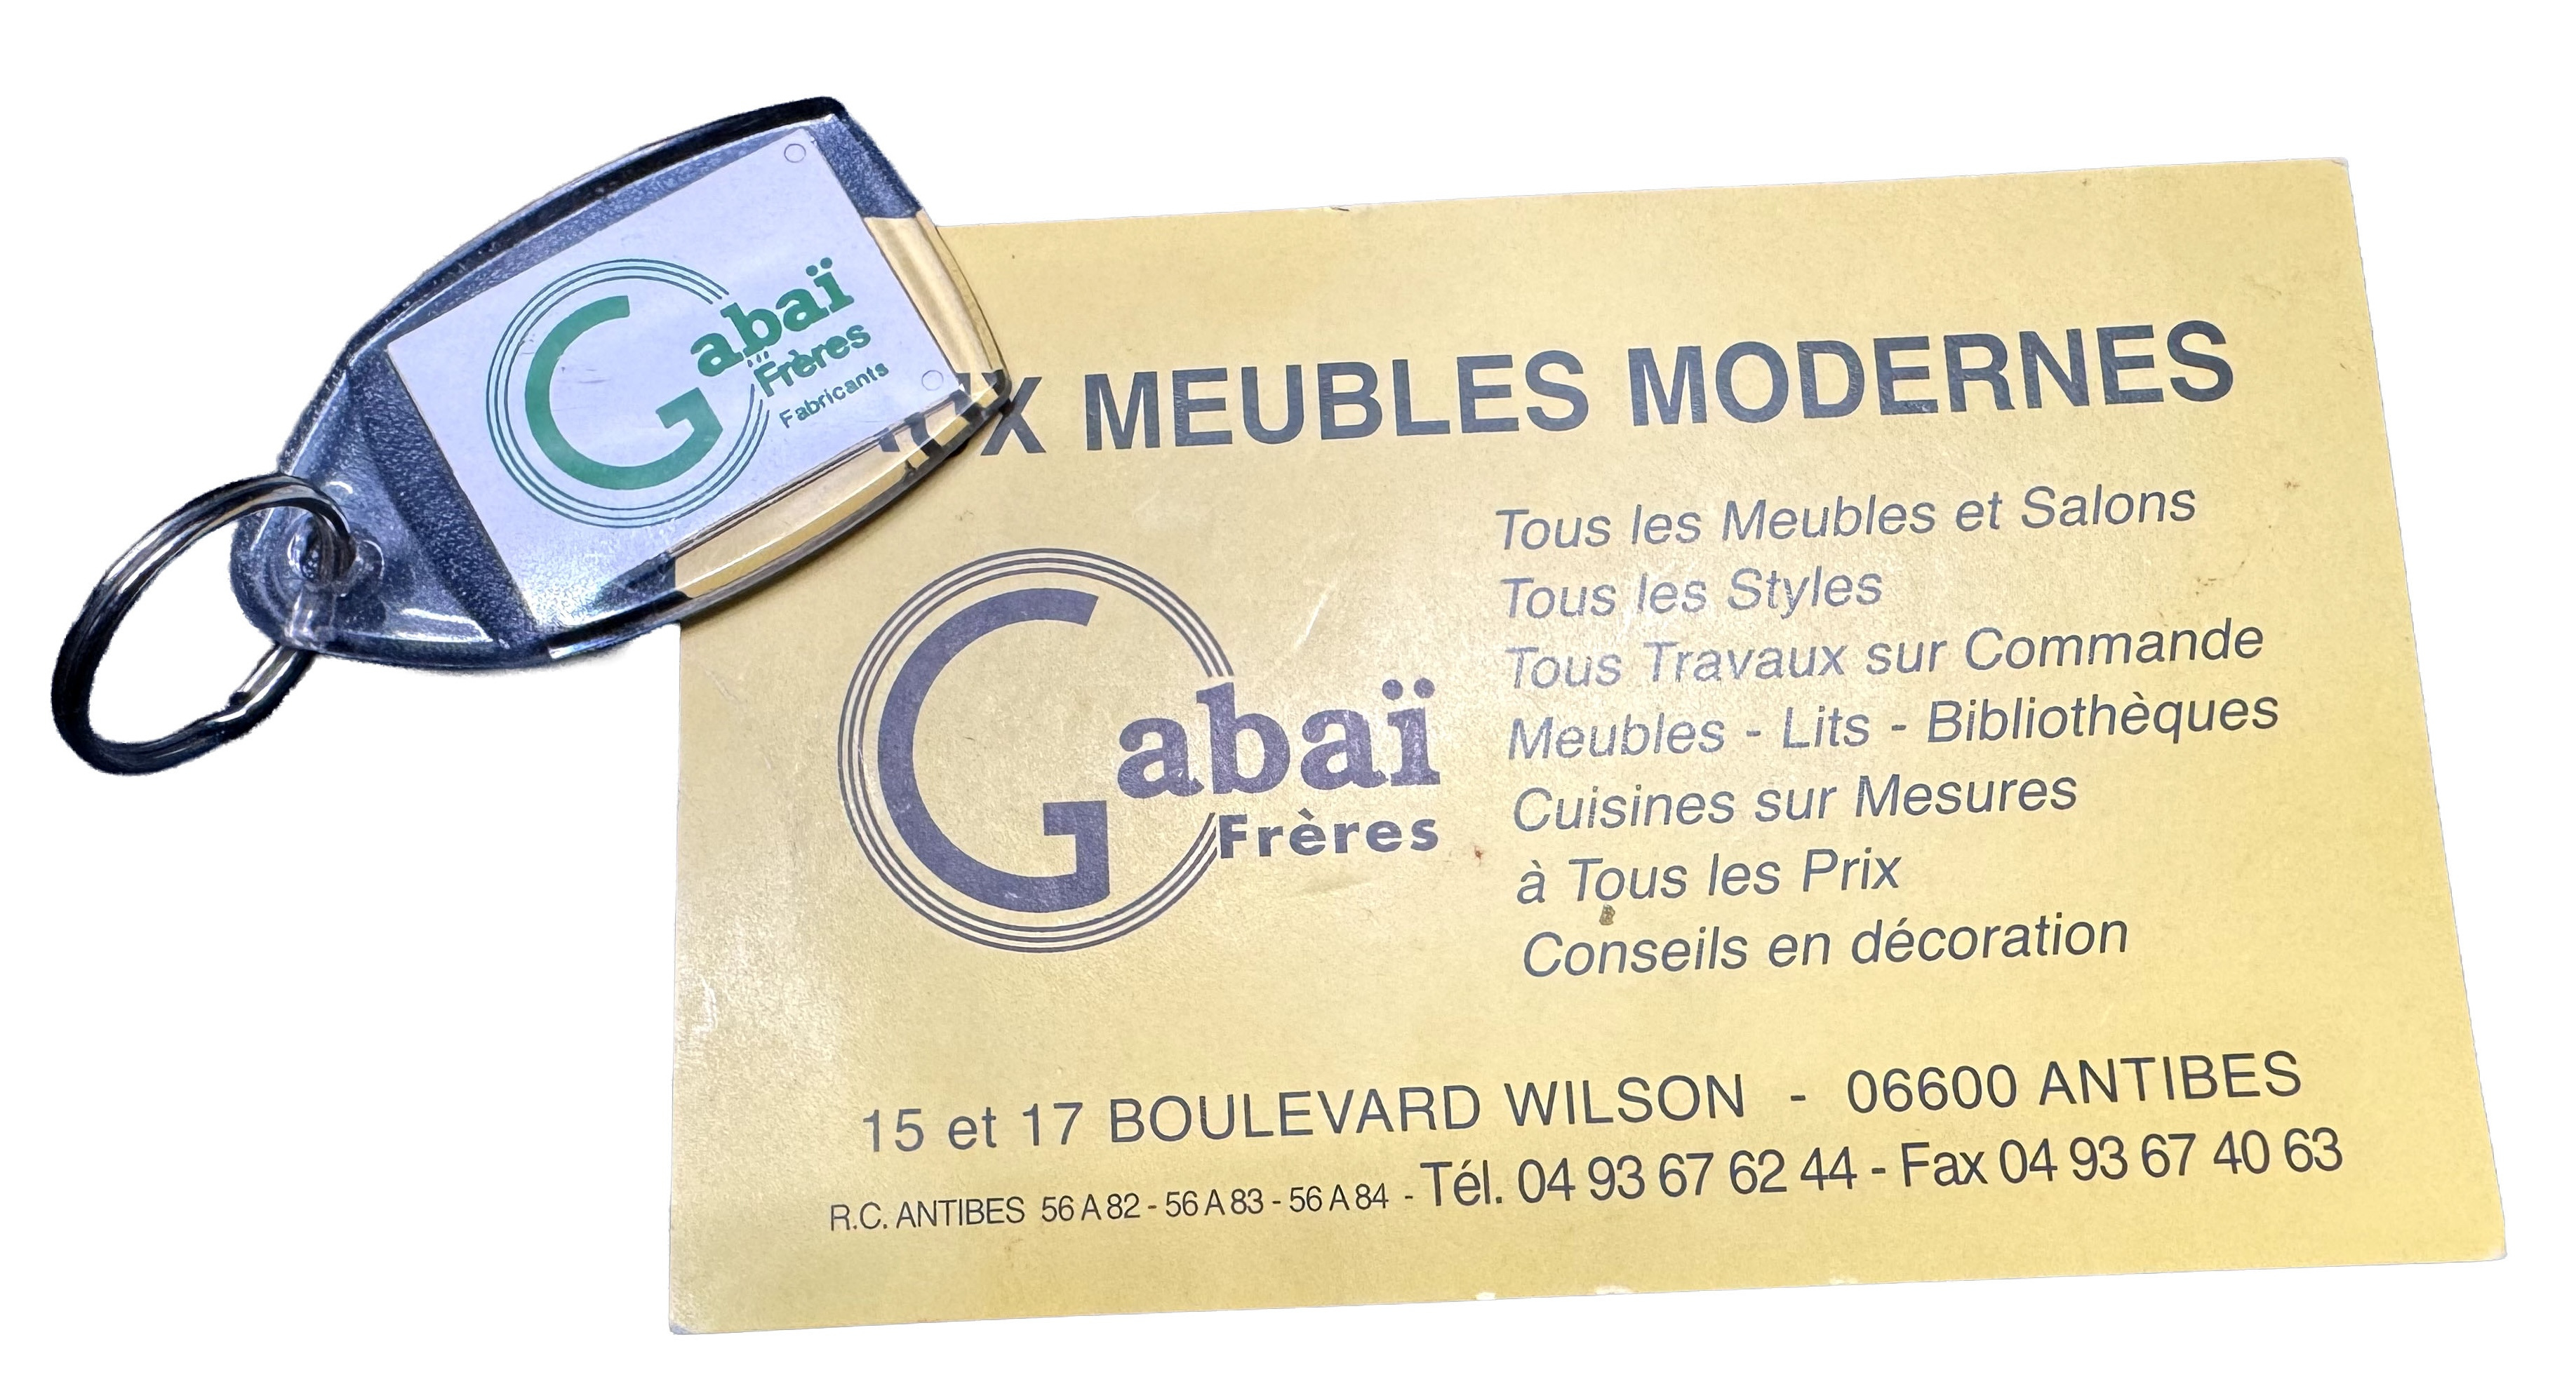 Gabaï
Frères
Fabricants
AUX MEUBLES MODERNES
Gabaï
Frères
Tous les Meubles et Salons
Tous les Styles
Tous Travaux sur Commande
Meubles - Lits - Bibliothèques
Cuisines sur Mesures
à Tous les Prix
Conseils en décoration
15 et 17 BOULEVARD WILSON - 06600 ANTIBES
R.C. ANTIBES 56 A 82 - 56 A 83 - 56 A 84 - Tél. 04 93 67 62 44 - Fax 04 93 67 40 63